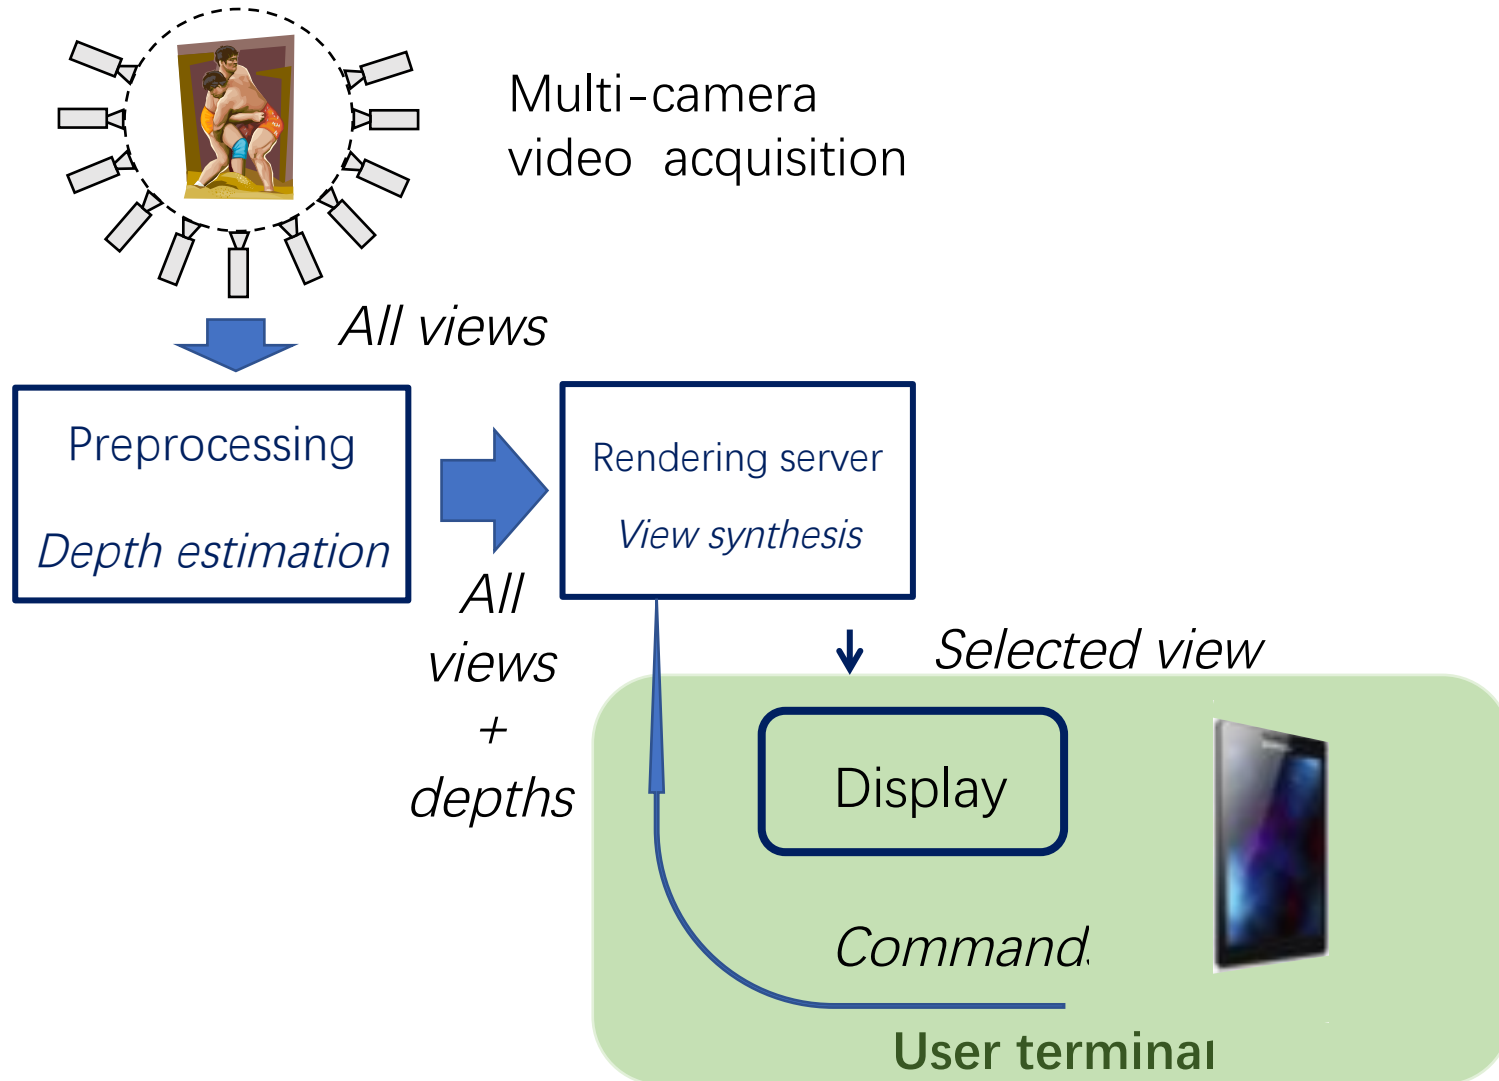 Multi-camera
video acquisition
All views
Preprocessing
Depth estimation
Rendering server
View synthesis
All
views
+
depths
Selected view
Display
Command
User terminal